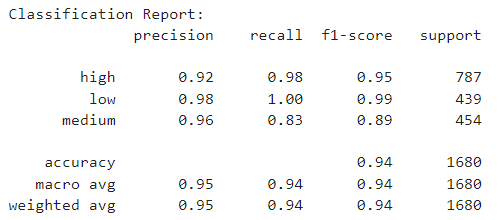 Classification Report:
precision recall f1-score support
high 0.92 0.98 0.95 787
low 0.98 1.00 0.99 439
medium 0.96 0.83 0.89 454
accuracy 0.94 1680
macro avg 0.95 0.94 0.94 1680
weighted avg 0.95 0.94 0.94 1680